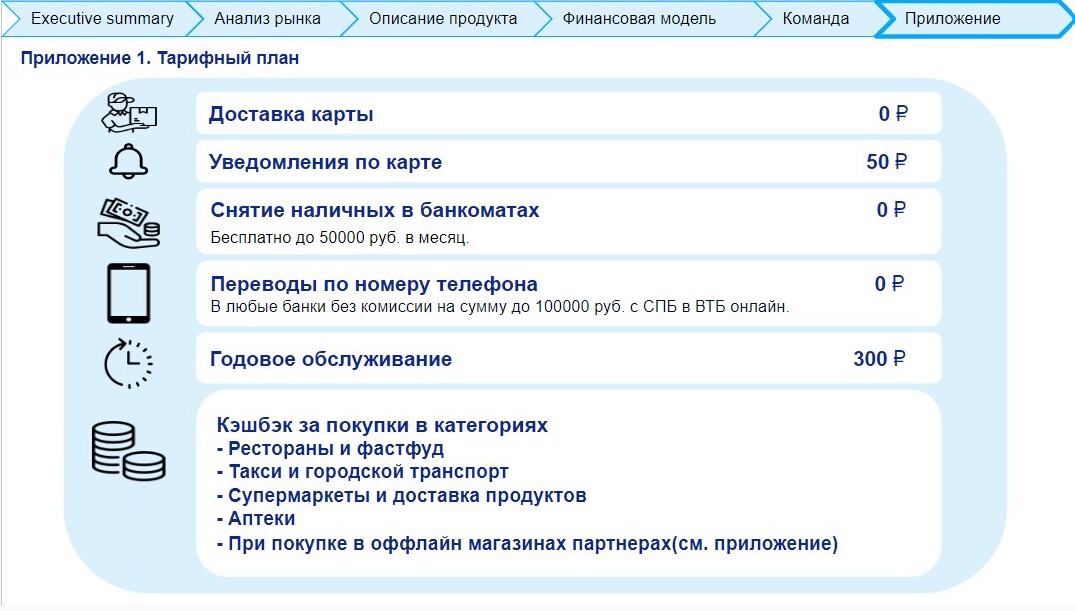 Executive summary
Анализ рынка
Описание продукта
Финансовая модель
Команда
Приложение
Приложение 1. Тарифный план
Доставка карты 0 ₽
Уведомления по карте 50 ₽
Снятие наличных в банкоматах 0 ₽
Бесплатно до 50000 руб. в месяц.
Переводы по номеру телефона 0 ₽
В любые банки без комиссии на сумму до 100000 руб. с СПБ в ВТБ онлайн.
Годовое обслуживание 300 ₽
Кэшбэк за покупки в категориях
- Рестораны и фастфуд
- Такси и городской транспорт
- Супермаркеты и доставка продуктов
- Аптеки
- При покупке в оффлайн магазинах партнерах(см. приложение)